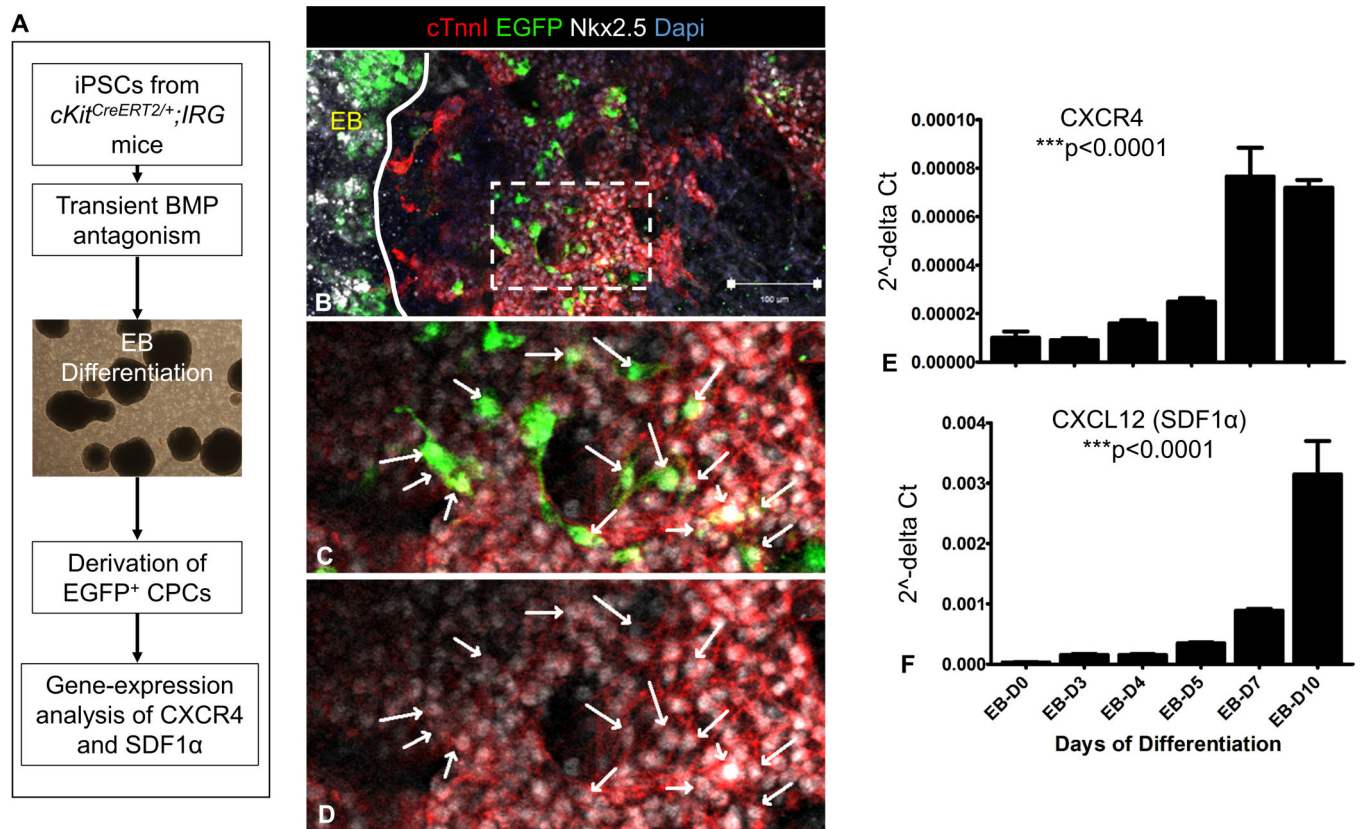 A
iPSCs from
cKitCreERT2/+;IRG
mice
Transient BMP
antagonism
EB
Differentiation
Derivation of
EGFP+ CPCs
Gene-expression
analysis of CXCR4
and SDF1α
cTnnI EGFP Nkx2.5 Dapi
EB
B
100 µm
C
D
CXCR4
***p<0.0001
2^-delta Ct
0.00010
0.00008
0.00006
0.00004
0.00002
0.00000
E
CXCL12 (SDF1α)
***p<0.0001
2^-delta Ct
0.004
0.003
0.002
0.001
0.000
F
EB-D0
EB-D3
EB-D4
EB-D5
EB-D7
EB-D10
Days of Differentiation